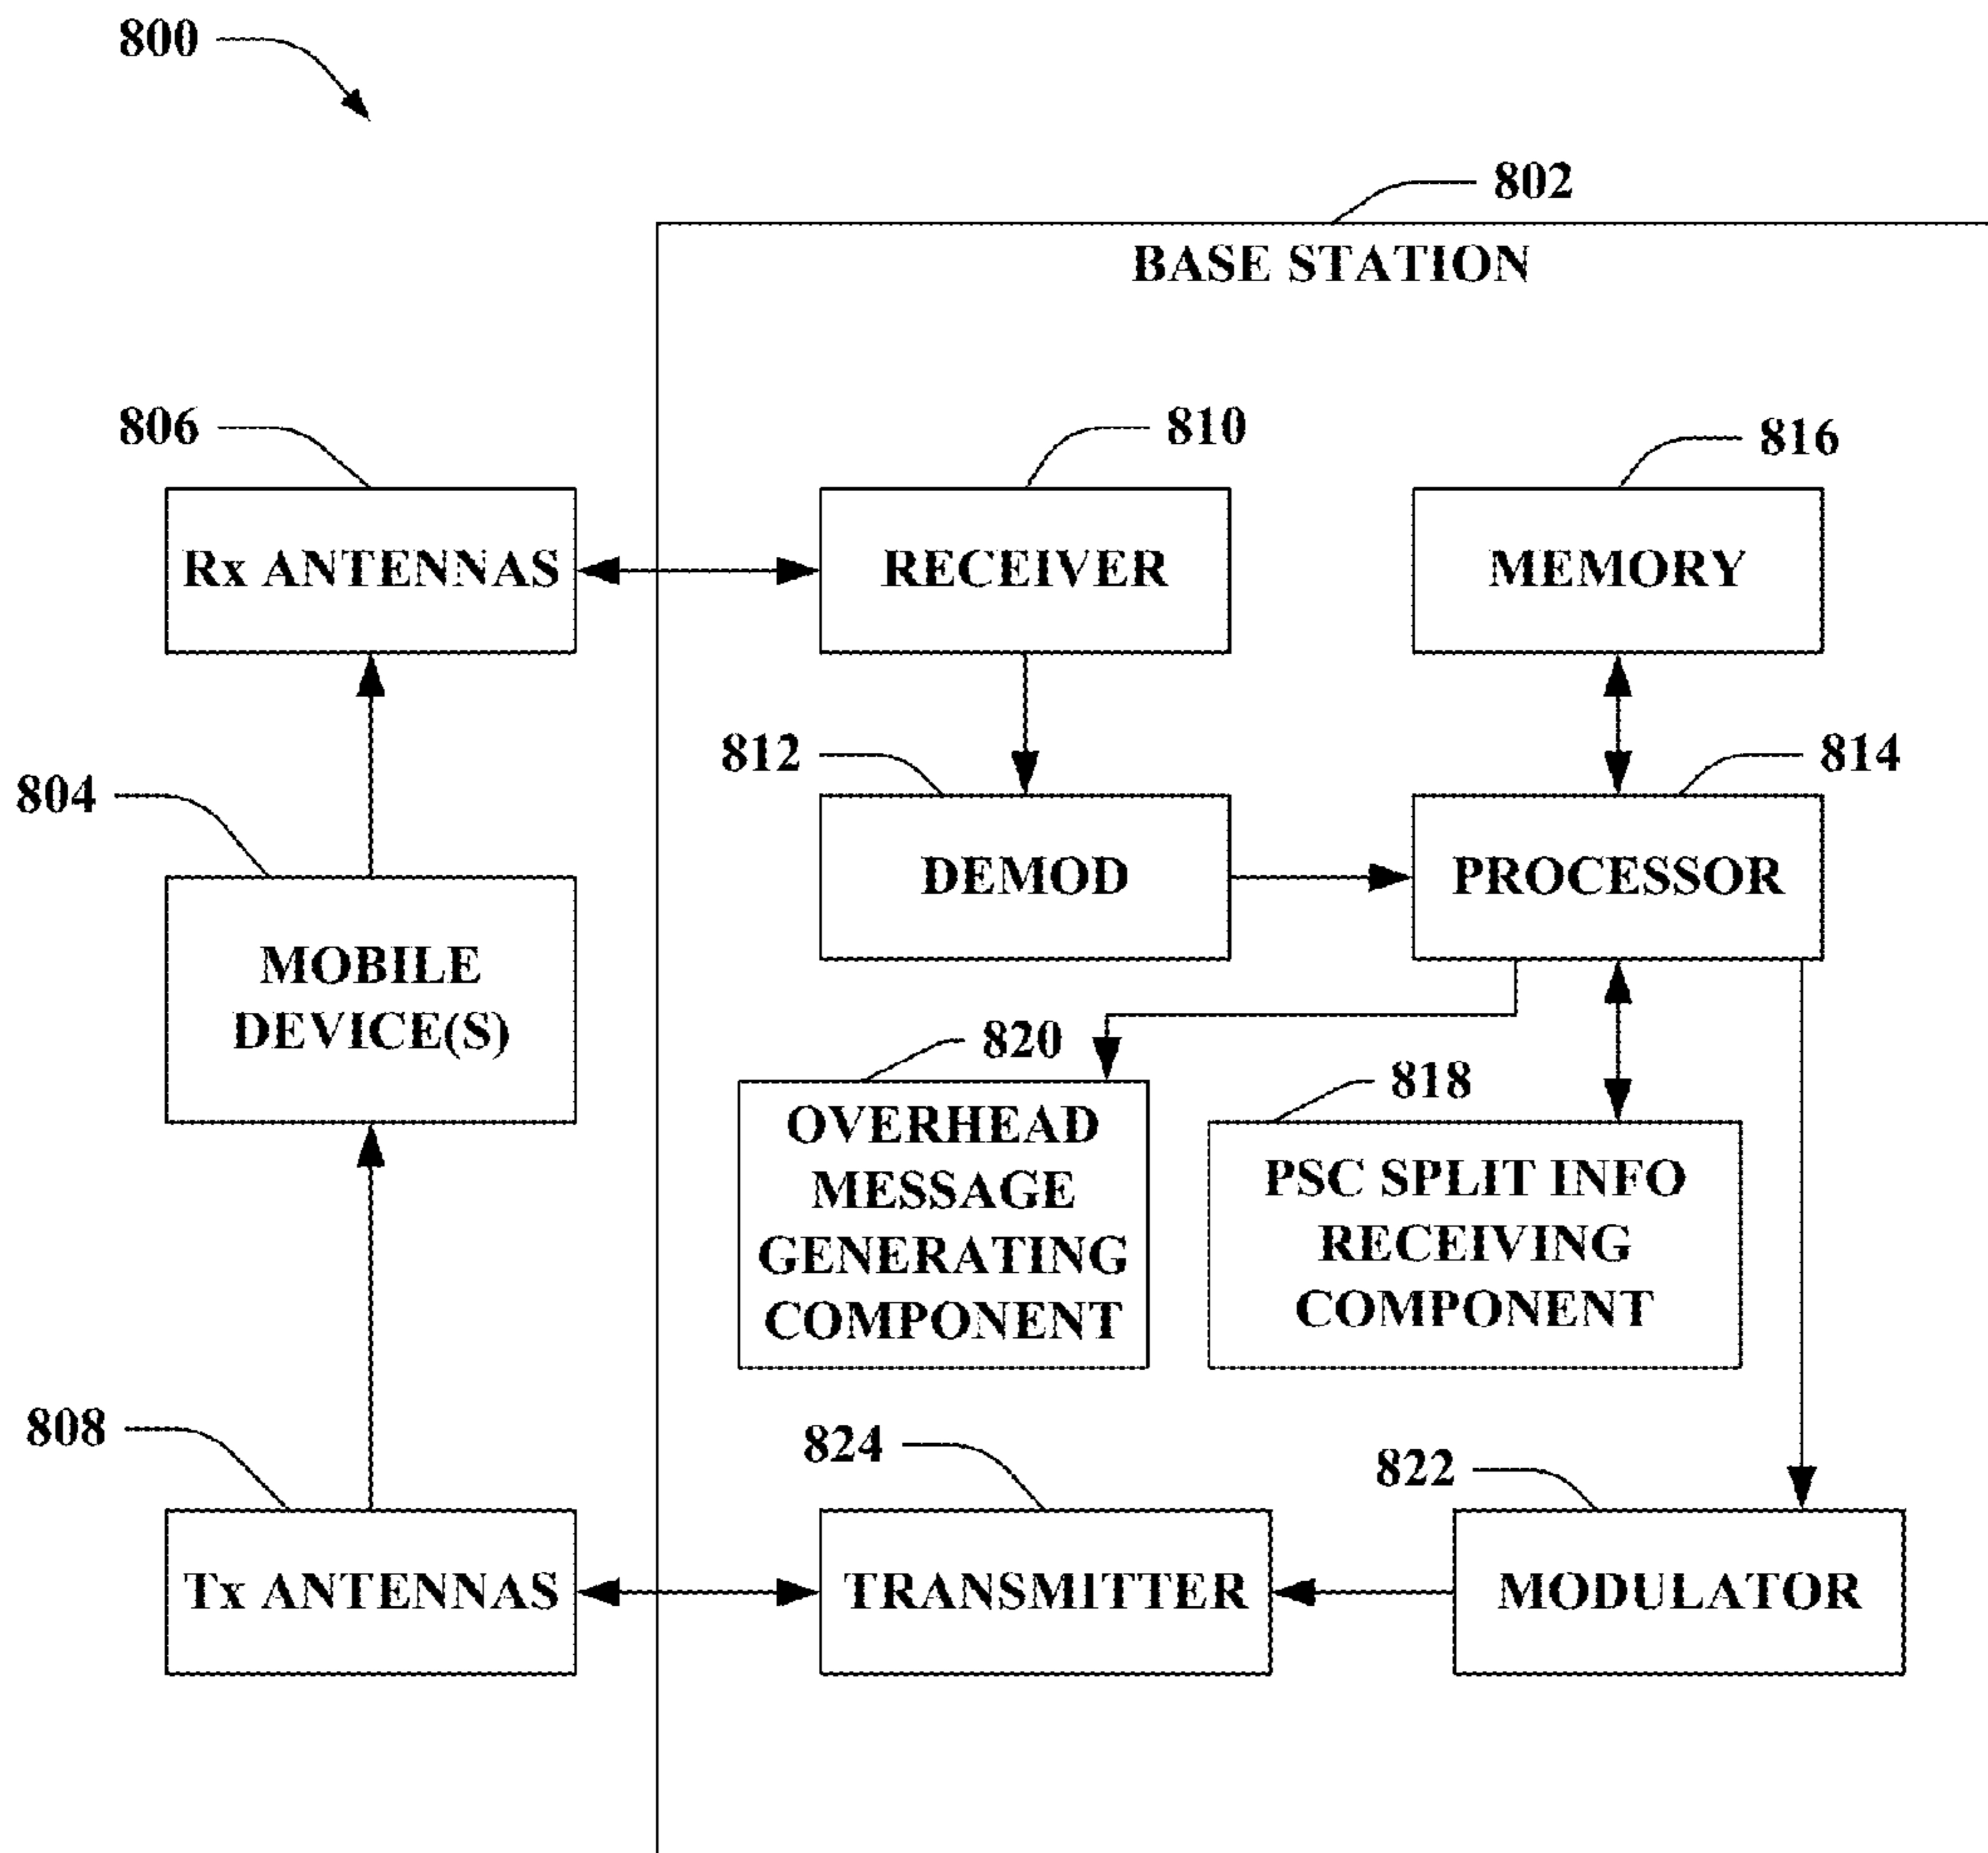 800
802
BASE STATION
806
810
816
Rx ANTENNAS
RECEIVER
MEMORY
812
814
804
DEMOD
PROCESSOR
MOBILE
DEVICE(S)
820
818
OVERHEAD
MESSAGE
GENERATING
COMPONENT
PSC SPLIT INFO
RECEIVING
COMPONENT
808
824
822
Tx ANTENNAS
TRANSMITTER
MODULATOR